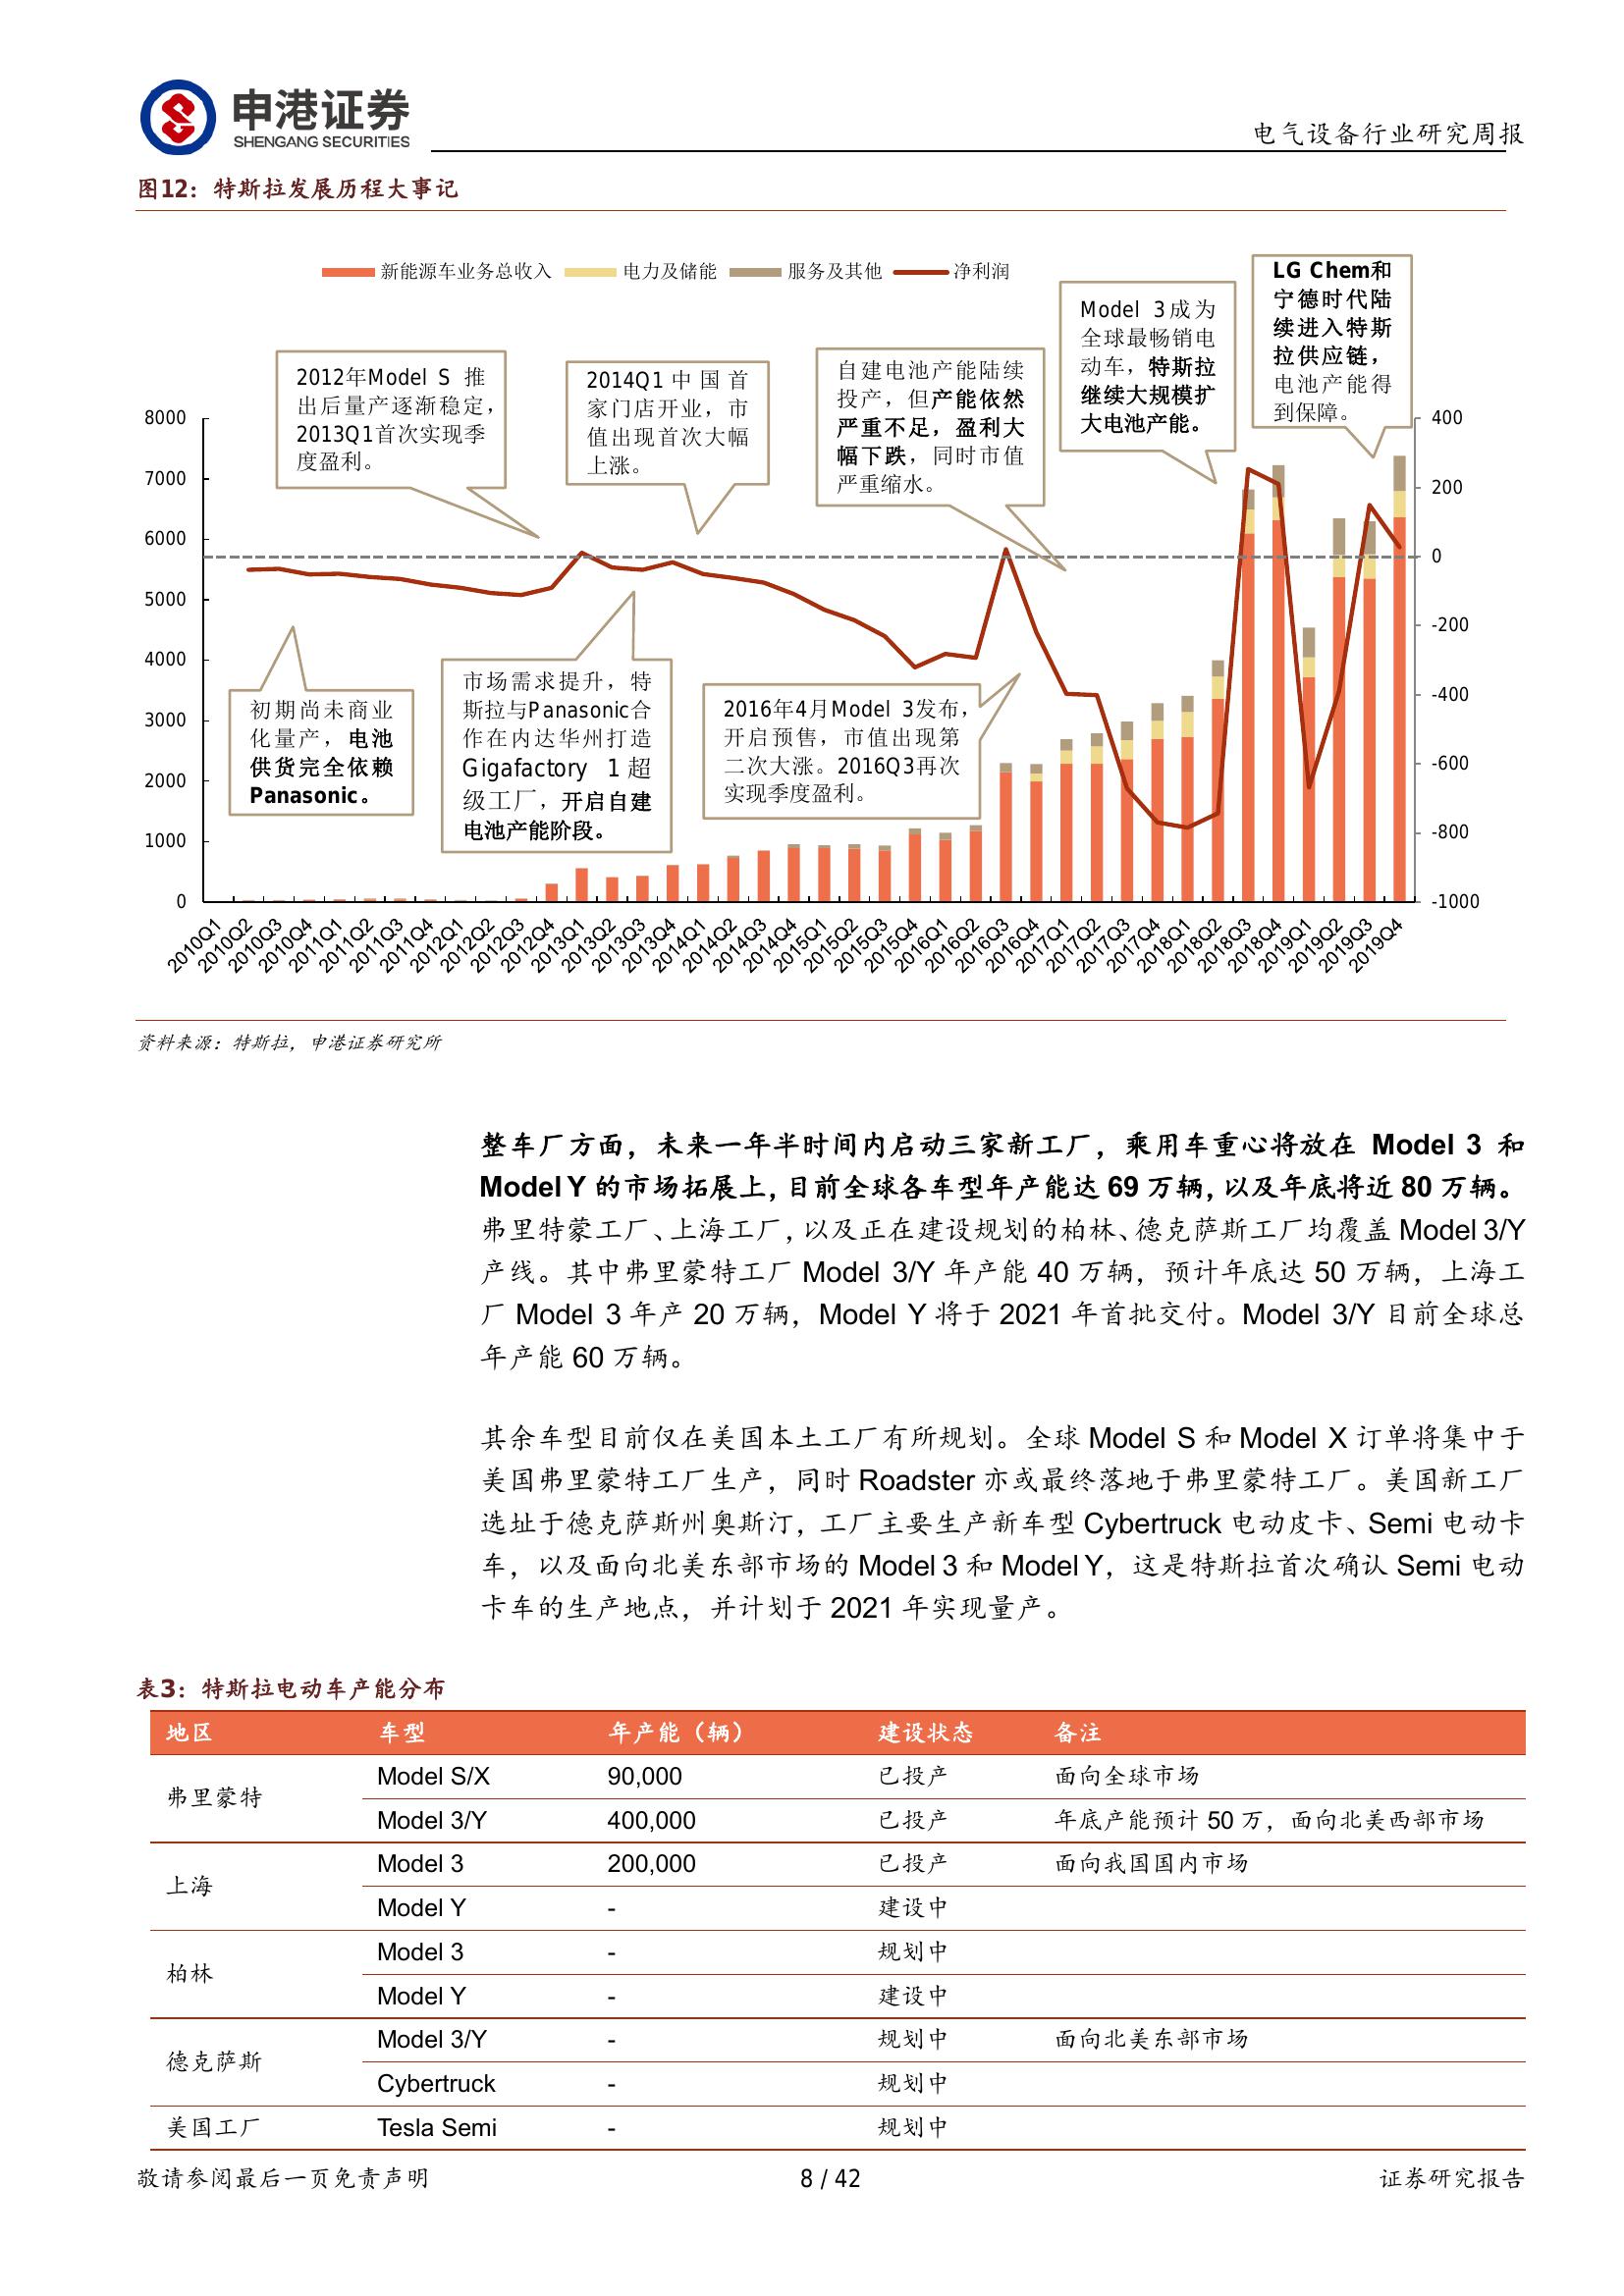 申港证券
SHENGANG SECURITIES
电气设备行业研究周报
图12：特斯拉发展历程大事记
新能源车业务总收入 电力及储能 服务及其他 净利润
2012年Model S 推
出后量产逐渐稳定，
2013Q1首次实现季
度盈利。
2014Q1中国首
家门店开业，市
值出现首次大幅
上涨。
自建电池产能陆续
投产，但产能依然
严重不足，盈利大
幅下跌，同时市值
严重缩水。
Model 3成为
全球最畅销电
动车，特斯拉
继续大规模扩
大电池产能。
LG Chem和
宁德时代陆
续进入特斯
拉供应链，
电池产能得
到保障。
初期尚未商业
化量产，电池
供货完全依赖
Panasonic。
市场需求提升，特
斯拉与Panasonic合
作在内达华州打造
Gigafactory 1超
级工厂，开启自建
电池产能阶段。
2016年4月Model 3发布，
开启预售，市值出现第
二次大涨。2016Q3再次
实现季度盈利。
8000
7000
6000
5000
4000
3000
2000
1000
0
400
200
0
-200
-400
-600
-800
-1000
2010Q1 2010Q2 2010Q3 2010Q4 2011Q1 2011Q2 2011Q3 2011Q4 2012Q1 2012Q2 2012Q3 2012Q4 2013Q1 2013Q2 2013Q3 2013Q4 2014Q1 2014Q2 2014Q3 2014Q4 2015Q1 2015Q2 2015Q3 2015Q4 2016Q1 2016Q2 2016Q3 2016Q4 2017Q1 2017Q2 2017Q3 2017Q4 2018Q1 2018Q2 2018Q3 2018Q4 2019Q1 2019Q2 2019Q3 2019Q4
资料来源：特斯拉，申港证券研究所
整车厂方面，未来一年半时间内启动三家新工厂，乘用车重心将放在 Model 3 和
Model Y 的市场拓展上，目前全球各车型年产能达 69 万辆，以及年底将近 80 万辆。
弗里特蒙工厂、上海工厂，以及正在建设规划的柏林、德克萨斯工厂均覆盖 Model 3/Y
产线。其中弗里蒙特工厂 Model 3/Y 年产能 40 万辆，预计年底达 50 万辆，上海工
厂 Model 3 年产 20 万辆，Model Y 将于 2021 年首批交付。Model 3/Y 目前全球总
年产能 60 万辆。
其余车型目前仅在美国本土工厂有所规划。全球 Model S 和 Model X 订单将集中于
美国弗里蒙特工厂生产，同时 Roadster 亦或最终落地于弗里蒙特工厂。美国新工厂
选址于德克萨斯州奥斯汀，工厂主要生产新车型 Cybertruck 电动皮卡、Semi 电动卡
车，以及面向北美东部市场的 Model 3 和 Model Y，这是特斯拉首次确认 Semi 电动
卡车的生产地点，并计划于 2021 年实现量产。
表3：特斯拉电动车产能分布
地区 车型 年产能（辆） 建设状态 备注
弗里蒙特 Model S/X 90,000 已投产 面向全球市场
Model 3/Y 400,000 已投产 年底产能预计 50 万，面向北美西部市场
上海 Model 3 200,000 已投产 面向我国国内市场
Model Y - 建设中
柏林 Model 3 - 规划中
Model Y - 建设中
德克萨斯 Model 3/Y - 规划中 面向北美东部市场
Cybertruck - 规划中
美国工厂 Tesla Semi - 规划中
敬请参阅最后一页免责声明 8 / 42 证券研究报告